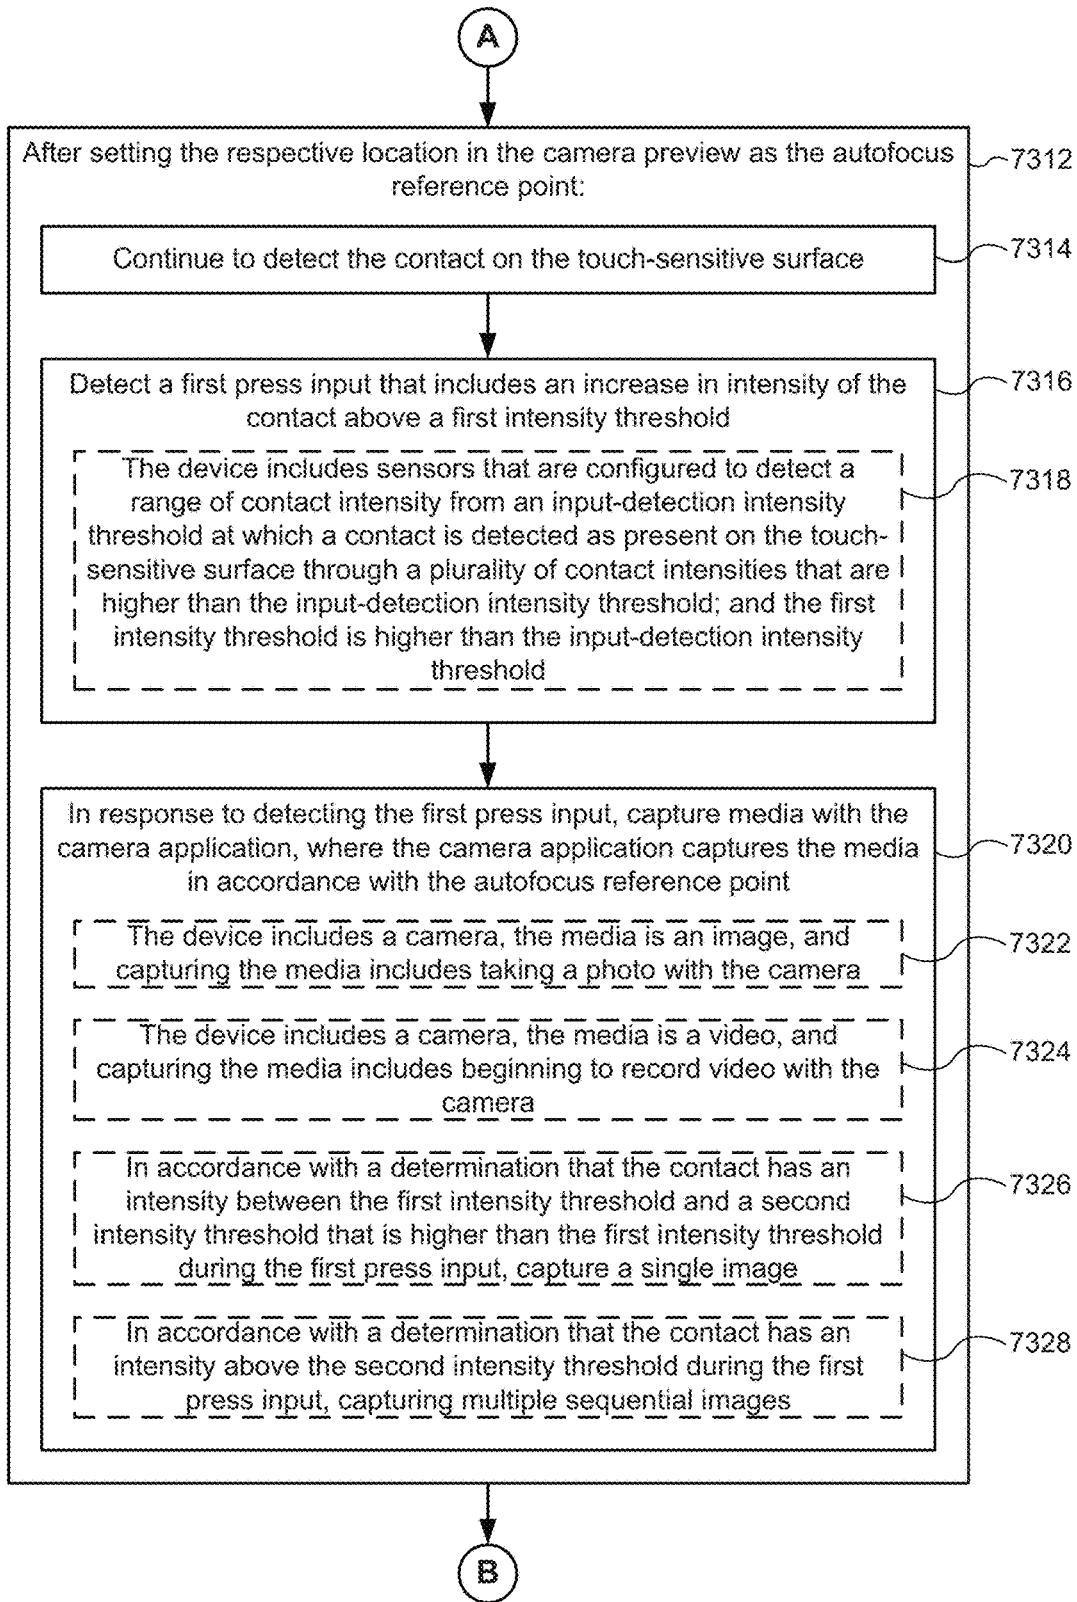 A
After setting the respective location in the camera preview as the autofocus
reference point:
7312
Continue to detect the contact on the touch-sensitive surface
7314
Detect a first press input that includes an increase in intensity of the
contact above a first intensity threshold
7316
The device includes sensors that are configured to detect a
range of contact intensity from an input-detection intensity
threshold at which a contact is detected as present on the touch-
sensitive surface through a plurality of contact intensities that are
higher than the input-detection intensity threshold; and the first
intensity threshold is higher than the input-detection intensity
threshold
7318
In response to detecting the first press input, capture media with the
camera application, where the camera application captures the media
in accordance with the autofocus reference point
7320
The device includes a camera, the media is an image, and
capturing the media includes taking a photo with the camera
7322
The device includes a camera, the media is a video, and
capturing the media includes beginning to record video with the
camera
7324
In accordance with a determination that the contact has an
intensity between the first intensity threshold and a second
intensity threshold that is higher than the first intensity threshold
during the first press input, capture a single image
7326
In accordance with a determination that the contact has an
intensity above the second intensity threshold during the first
press input, capturing multiple sequential images
7328
B